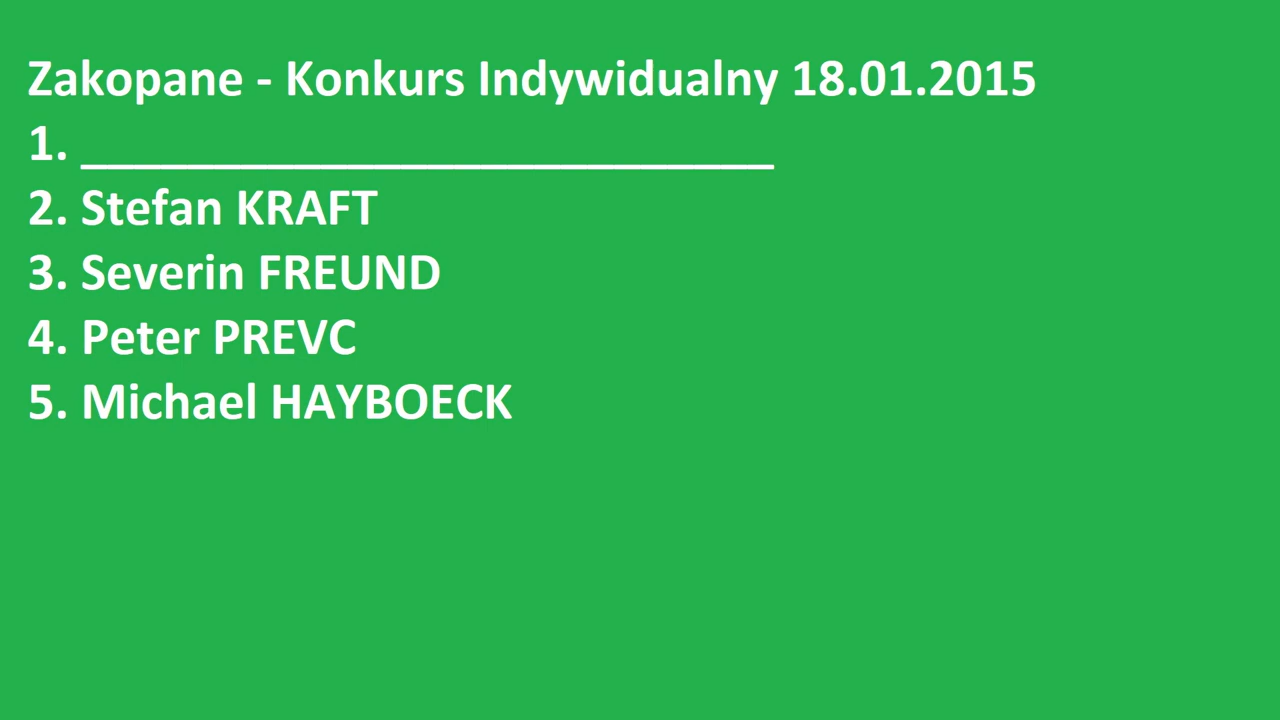 Zakopane - Konkurs Indywidualny 18.01.2015
1. __________________________
2. Stefan KRAFT
3. Severin FREUND
4. Peter PREVC
5. Michael HAYBOECK